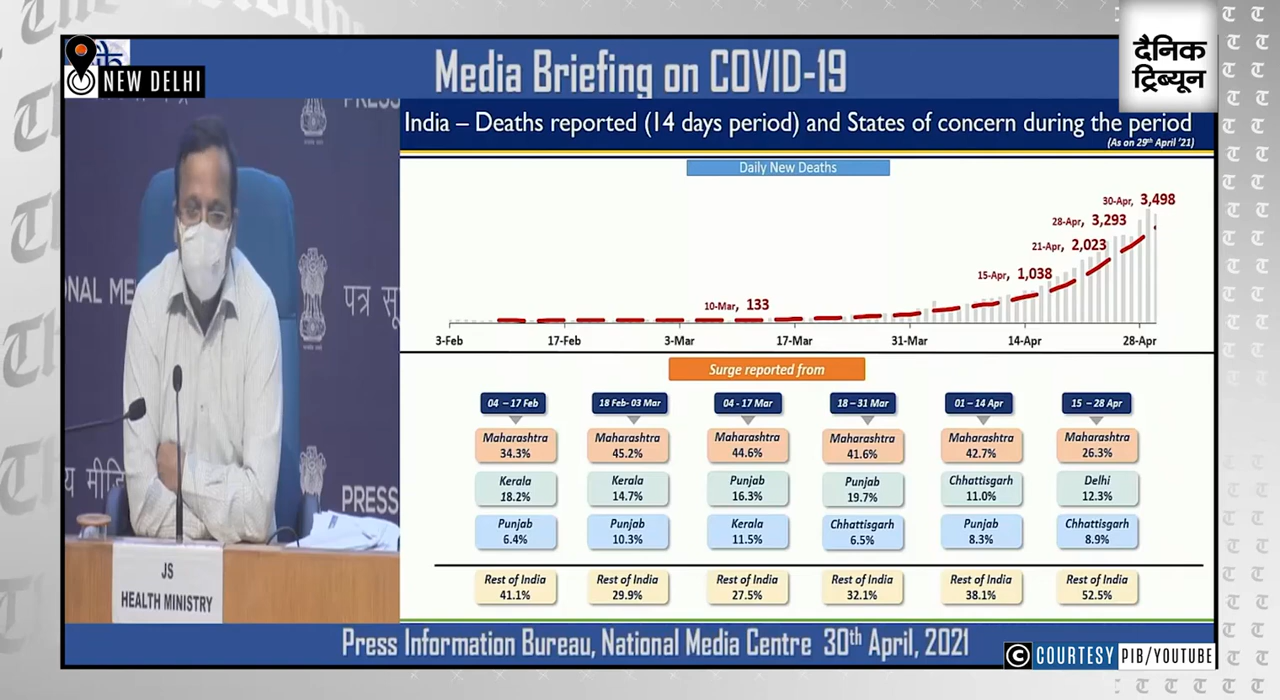 NEW DELHI
Media Briefing on COVID-19
दैनिक
ट्रिब्यून
India – Deaths reported (14 days period) and States of concern during the period
(As on 29th April '21)
Daily New Deaths
30-Apr, 3,498
28-Apr, 3,293
21-Apr, 2,023
15-Apr, 1,038
10-Mar, 133
3-Feb 17-Feb 3-Mar 17-Mar 31-Mar 14-Apr 28-Apr
Surge reported from
04 – 17 Feb 18 Feb- 03 Mar 04 - 17 Mar 18 – 31 Mar 01 – 14 Apr 15 – 28 Apr
Maharashtra Maharashtra Maharashtra Maharashtra Maharashtra Maharashtra
34.3% 45.2% 44.6% 41.6% 42.7% 26.3%
Kerala Kerala Punjab Punjab Chhattisgarh Delhi
18.2% 14.7% 16.3% 19.7% 11.0% 12.3%
Punjab Punjab Kerala Chhattisgarh Punjab Chhattisgarh
6.4% 10.3% 11.5% 6.5% 8.3% 8.9%
Rest of India Rest of India Rest of India Rest of India Rest of India Rest of India
41.1% 29.9% 27.5% 32.1% 38.1% 52.5%
PRESS
पत्र
PRESS
JS
HEALTH MINISTRY
Press Information Bureau, National Media Centre 30th April, 2021
© COURTESY PIB/YOUTUBE